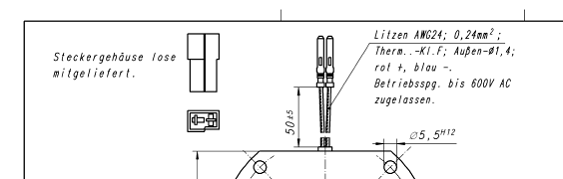 Steckergehäuse lose
mitgeliefert.
Litzen AWG24; 0,24mm²;
Therm..-Kl.F; Außen-Ø1,4;
rot +, blau -.
Betriebsspg. bis 600V AC
zugelassen.
50±5
Ø5,5H12